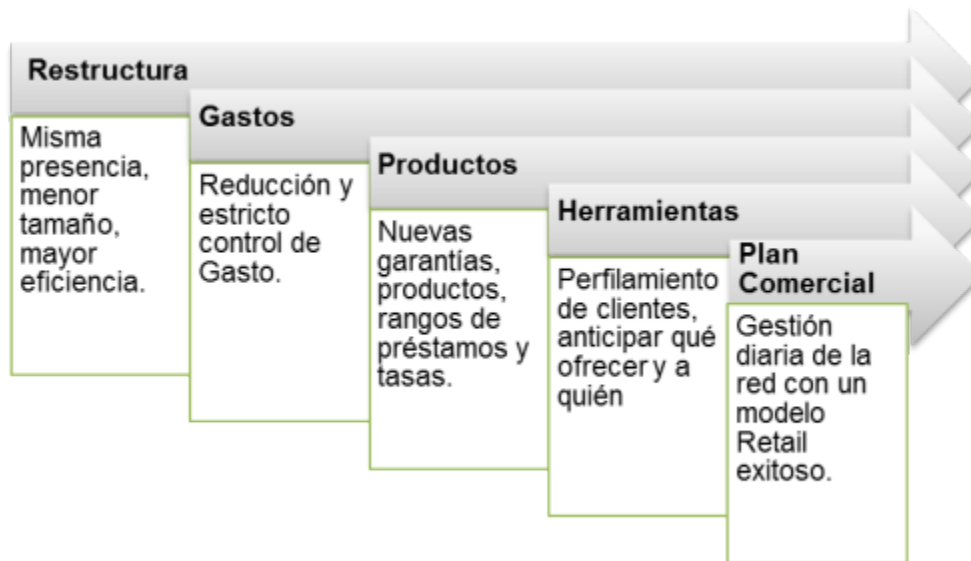 Restructura
Misma
presencia,
menor
tamaño,
mayor
eficiencia.
Gastos
Reducción y
estricto
control de
Gasto.
Productos
Nuevas
garantías,
productos,
rangos de
préstamos y
tasas.
Herramientas
Perfilamiento
de clientes,
anticipar qué
ofrecer y a
quién
Plan
Comercial
Gestión
diaria de la
red con un
modelo
Retail
exitoso.